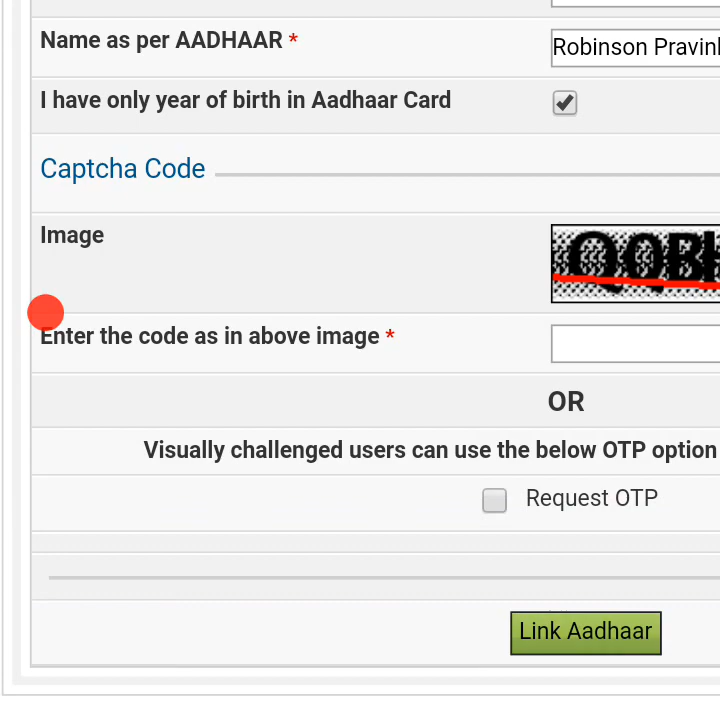 Name as per AADHAAR *
Robinson
I have only year of birth in Aadhaar Card
Captcha Code
Image
Enter the code as in above image *
OR
Visually challenged users can use the below OTP option
Request OTP
Link Aadhaar